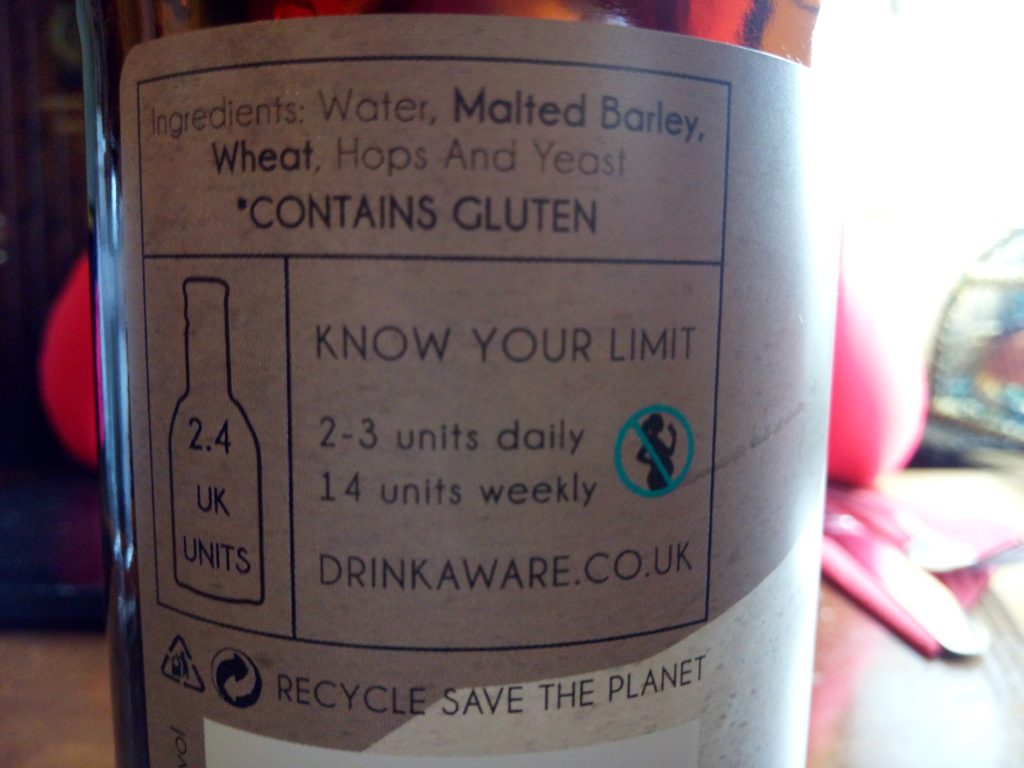 Ingredients: Water, Malted Barley,
Wheat, Hops And Yeast
*CONTAINS GLUTEN
2.4
UK
UNITS
KNOW YOUR LIMIT
2-3 units daily
14 units weekly
DRINKAWARE.CO.UK
RECYCLE SAVE THE PLANET